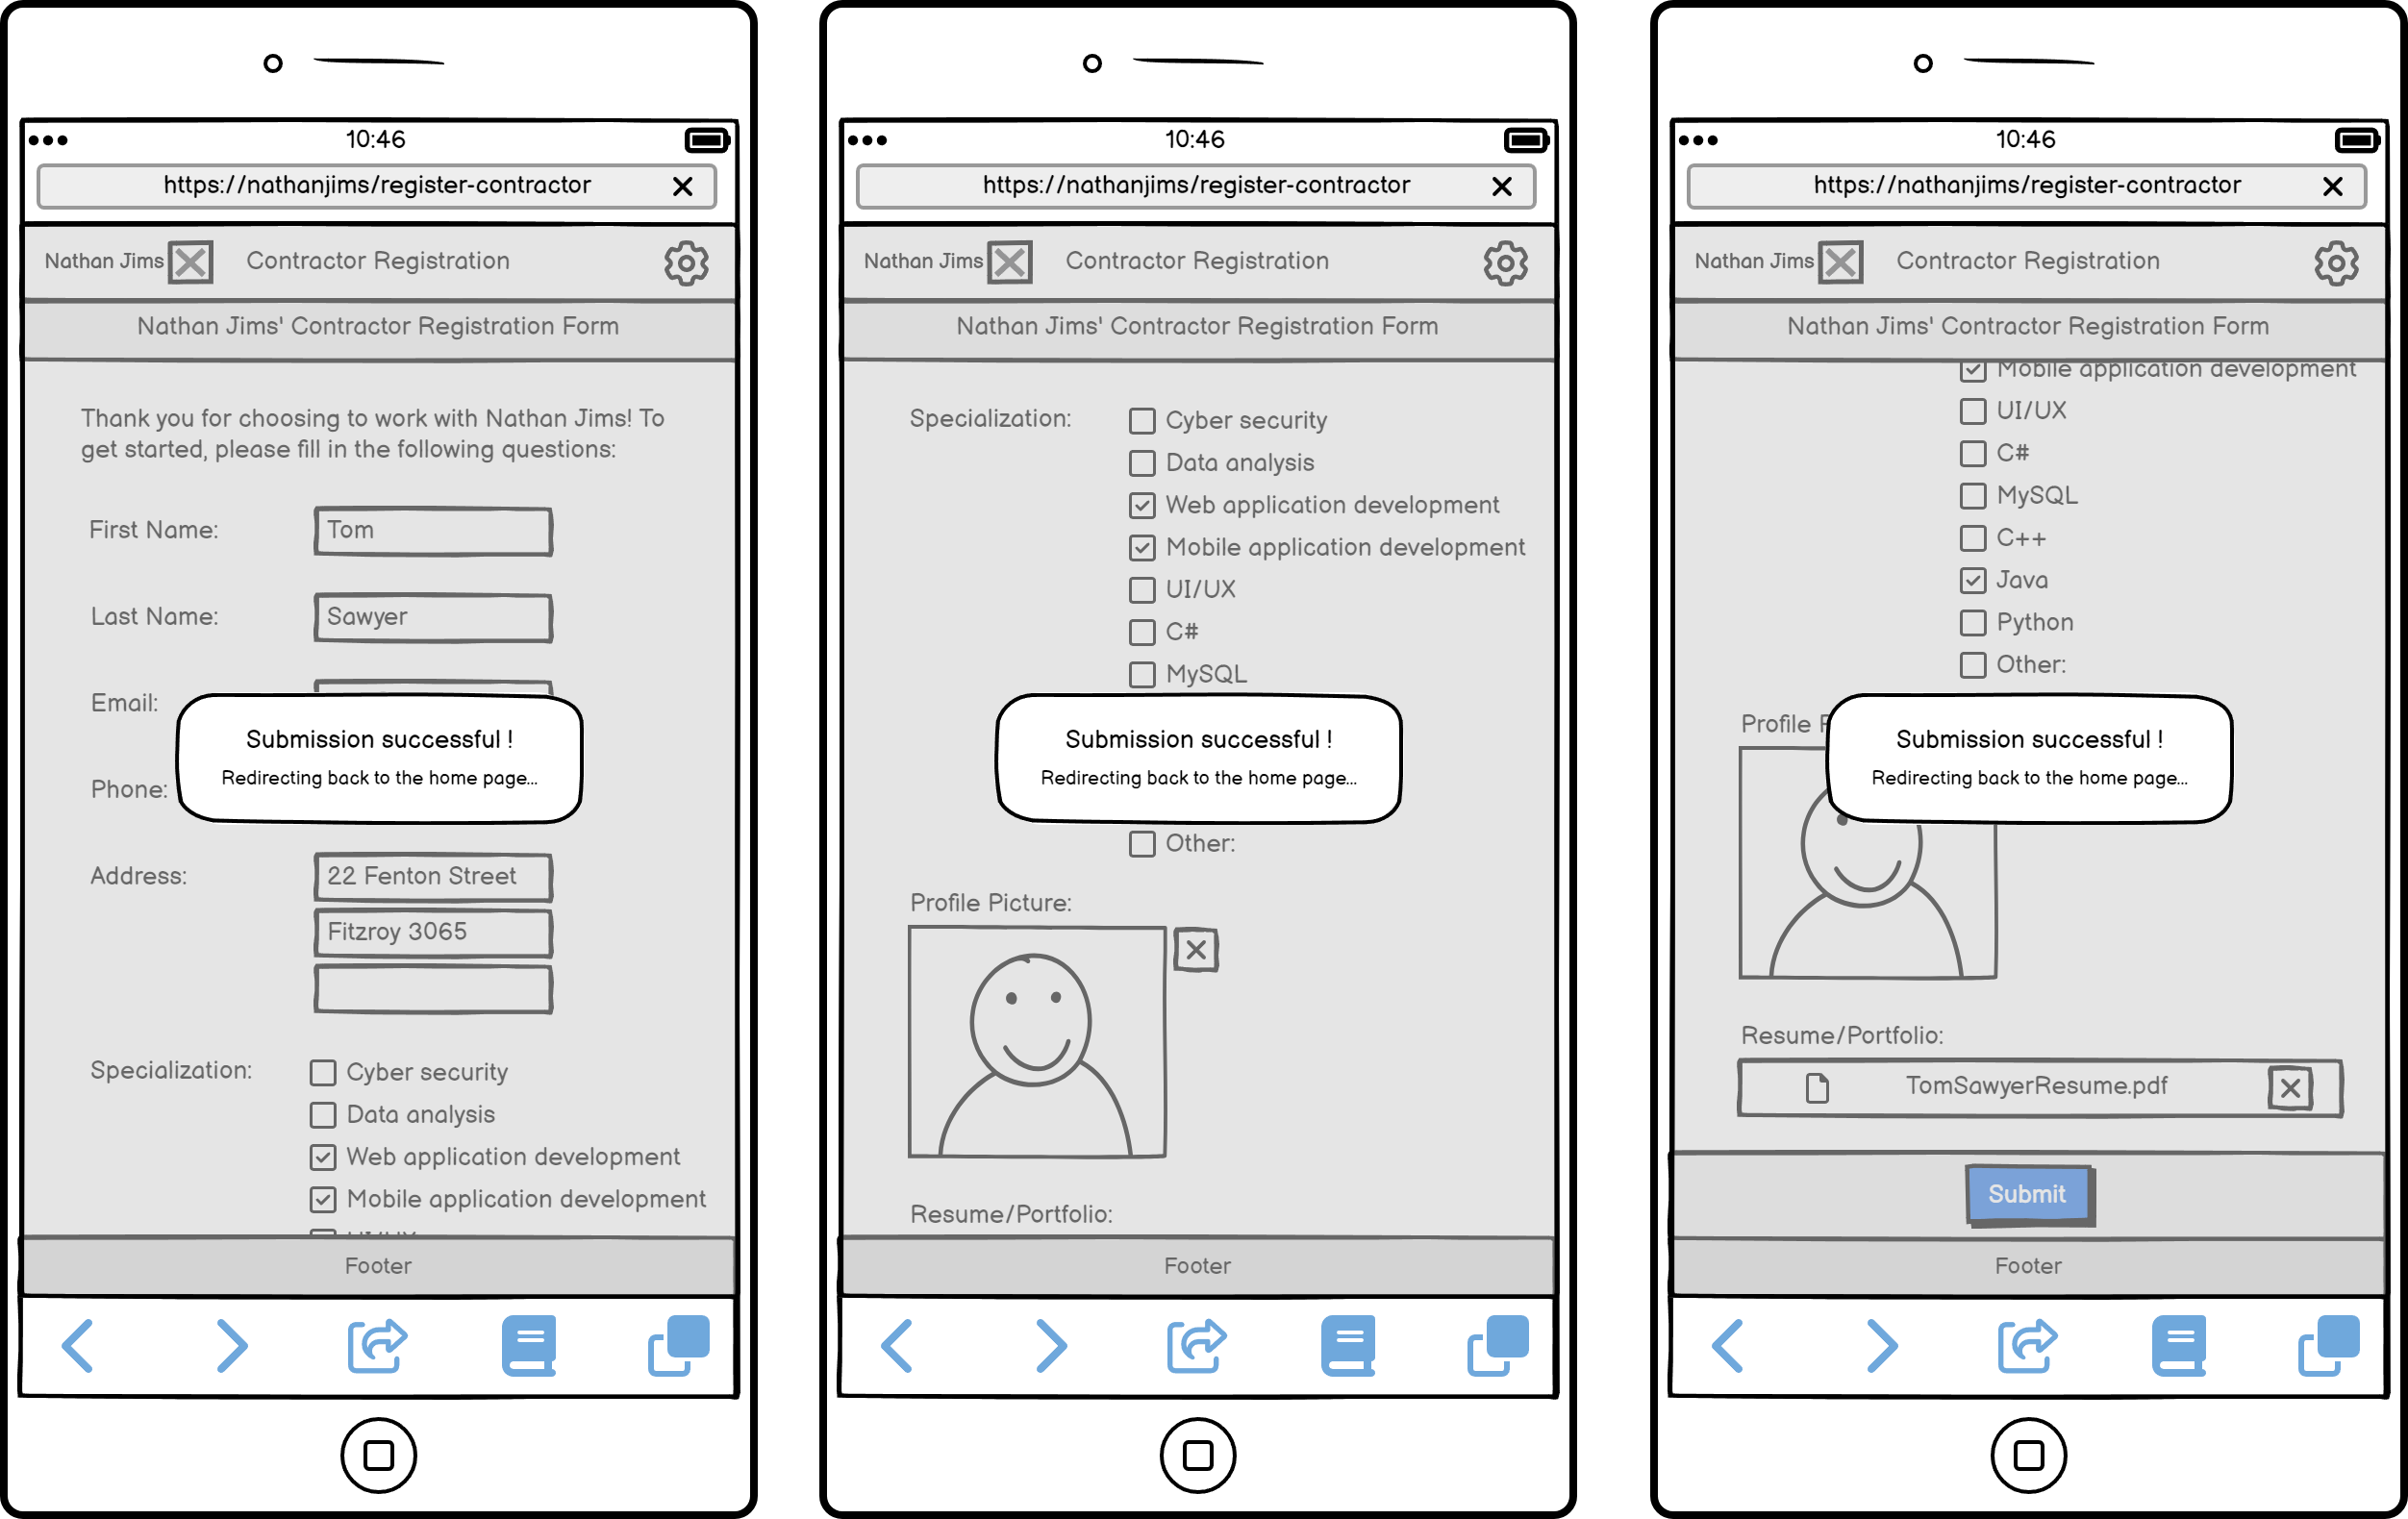 10:46
https://nathanjims/register-contractor
Nathan Jims
Contractor Registration
Nathan Jims' Contractor Registration Form
Thank you for choosing to work with Nathan Jims! To
get started, please fill in the following questions:
First Name:
Tom
Last Name:
Sawyer
Email:
Submission successful !
Redirecting back to the home page...
Phone:
Address:
22 Fenton Street
Fitzroy 3065
Specialization:
Cyber security
Data analysis
Web application development
Mobile application development
UI/UX
Footer
10:46
https://nathanjims/register-contractor
Nathan Jims
Contractor Registration
Nathan Jims' Contractor Registration Form
Specialization:
Cyber security
Data analysis
Web application development
Mobile application development
UI/UX
C#
MySQL
Submission successful !
Redirecting back to the home page...
Other:
Profile Picture:
Resume/Portfolio:
Footer
10:46
https://nathanjims/register-contractor
Nathan Jims
Contractor Registration
Nathan Jims' Contractor Registration Form
Mobile application development
UI/UX
C#
MySQL
C++
Java
Python
Other:
Profile
Submission successful !
Redirecting back to the home page...
Resume/Portfolio:
TomSawyerResume.pdf
Submit
Footer